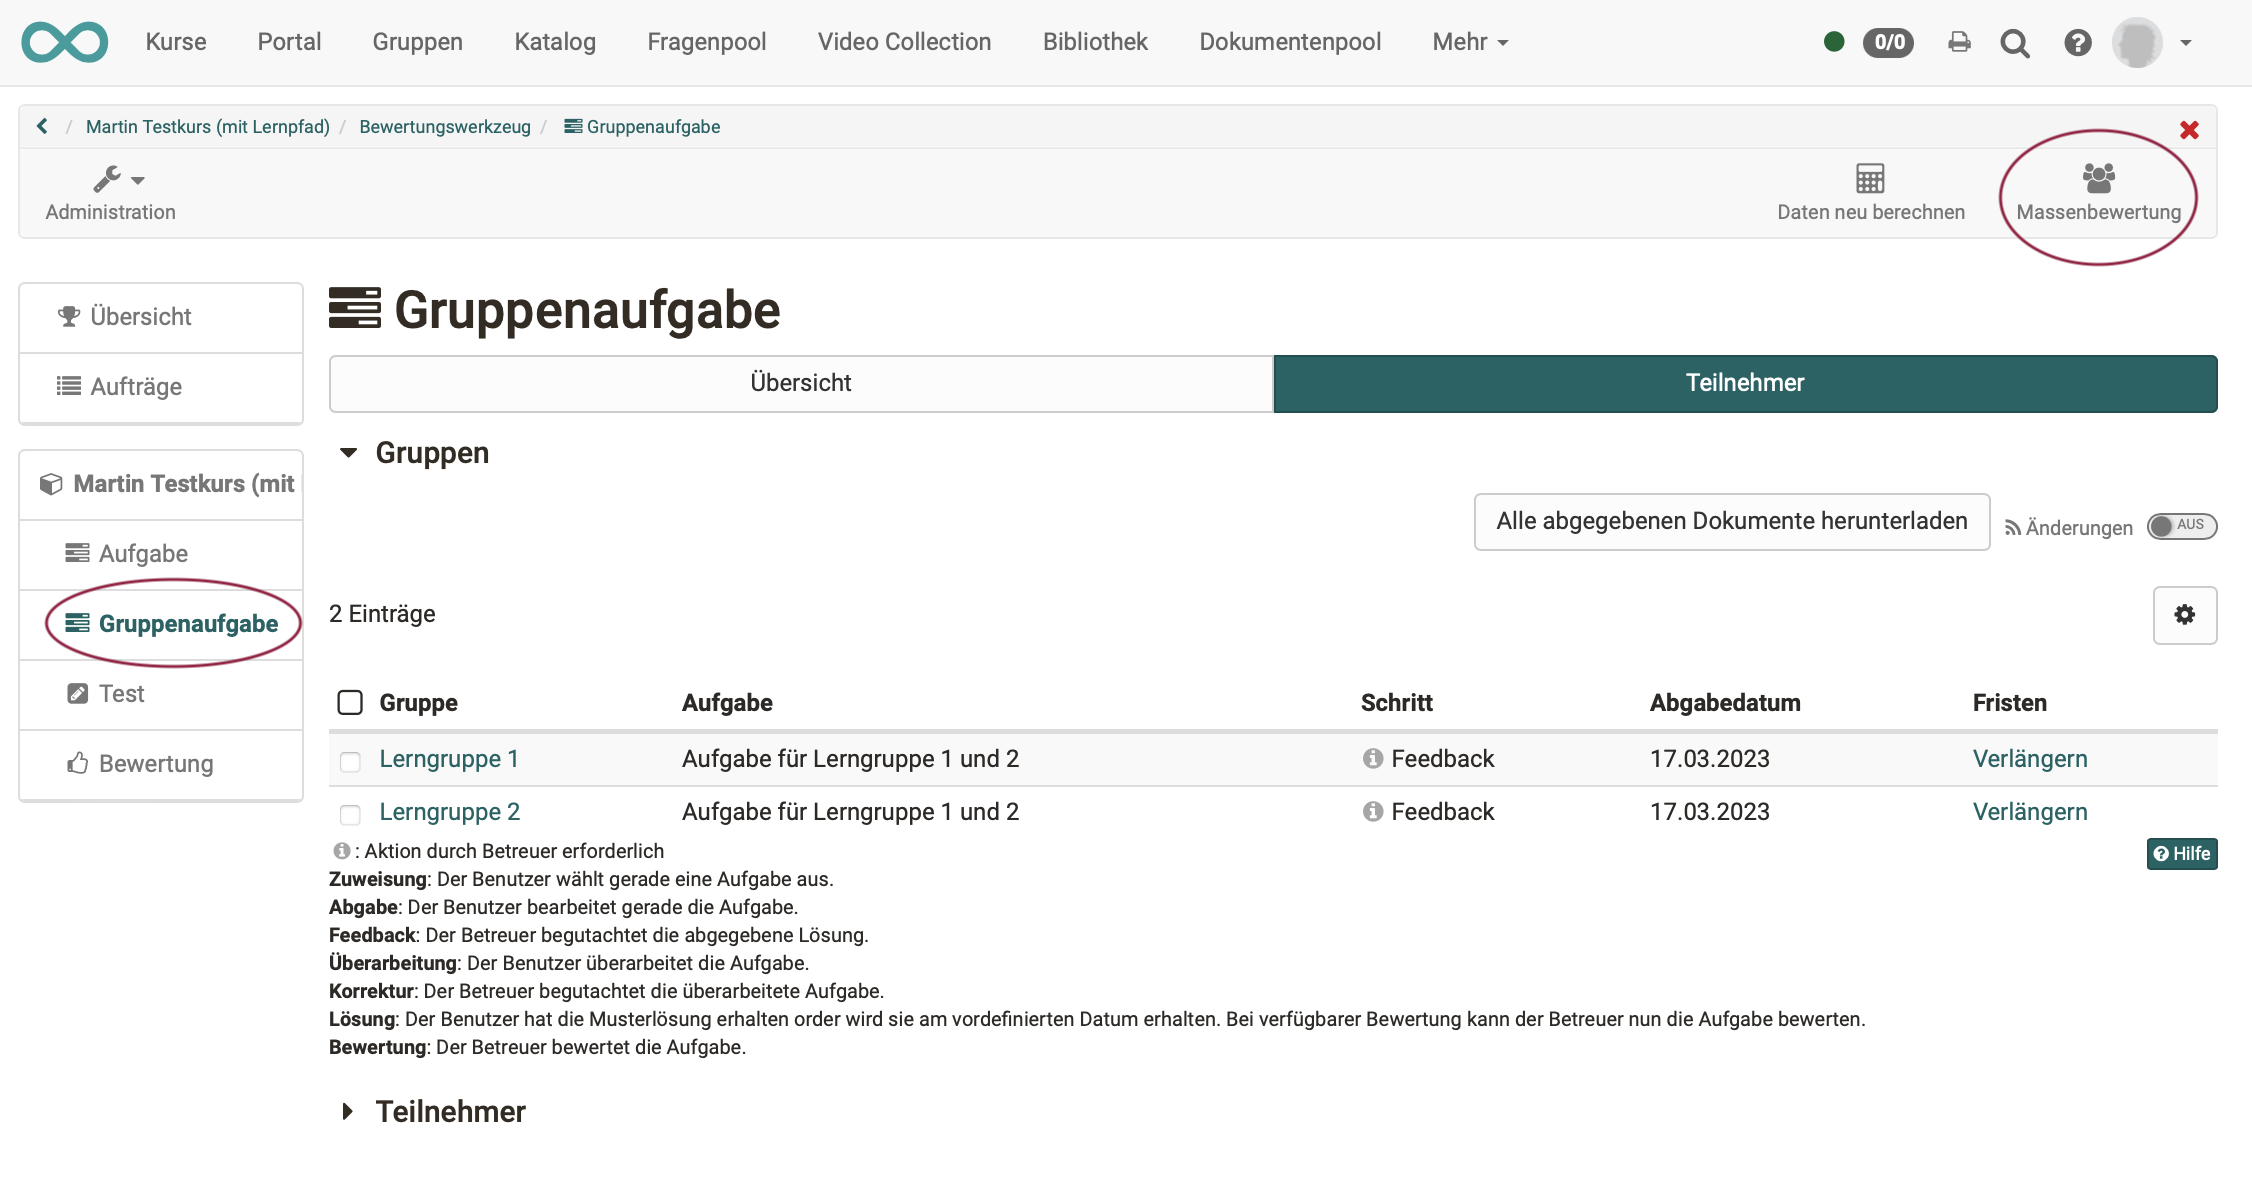 Kurse Portal Gruppen Katalog Fragenpool Video Collection Bibliothek Dokumentenpool Mehr 0/0
/ Martin Testkurs (mit Lernpfad) / Bewertungswerkzeug / Gruppenaufgabe
Administration Daten neu berechnen Massenbewertung
Übersicht
Aufträge
Martin Testkurs (mit
Aufgabe
Gruppenaufgabe
Test
Bewertung
Gruppenaufgabe
Übersicht Teilnehmer
Gruppen
Alle abgegebenen Dokumente herunterladen Änderungen AUS
2 Einträge
Gruppe Aufgabe Schritt Abgabedatum Fristen
Lerngruppe 1 Aufgabe für Lerngruppe 1 und 2 Feedback 17.03.2023 Verlängern
Lerngruppe 2 Aufgabe für Lerngruppe 1 und 2 Feedback 17.03.2023 Verlängern
: Aktion durch Betreuer erforderlich Hilfe
Zuweisung: Der Benutzer wählt gerade eine Aufgabe aus.
Abgabe: Der Benutzer bearbeitet gerade die Aufgabe.
Feedback: Der Betreuer begutachtet die abgegebene Lösung.
Überarbeitung: Der Benutzer überarbeitet die Aufgabe.
Korrektur: Der Betreuer begutachtet die überarbeitete Aufgabe.
Lösung: Der Benutzer hat die Musterlösung erhalten order wird sie am vordefinierten Datum erhalten. Bei verfügbarer Bewertung kann der Betreuer nun die Aufgabe bewerten.
Bewertung: Der Betreuer bewertet die Aufgabe.
Teilnehmer